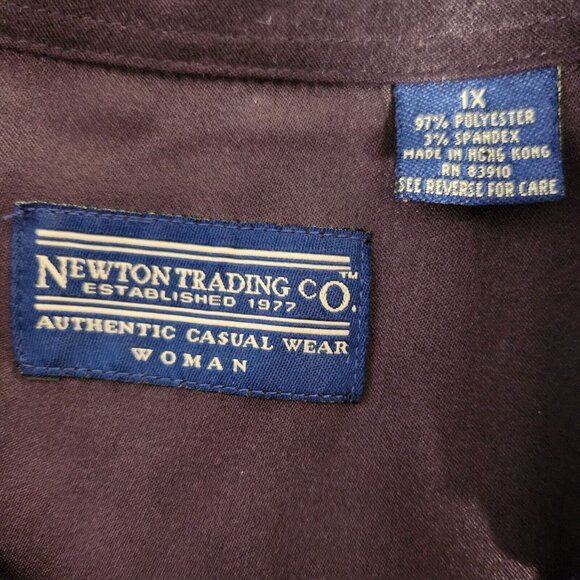 1X
97% POLYESTER
3% SPANDEX
MADE IN HONG KONG
RN 83910
SEE REVERSE FOR CARE
NEWTON TRADING CO.™
ESTABLISHED 1977
AUTHENTIC CASUAL WEAR
WOMAN